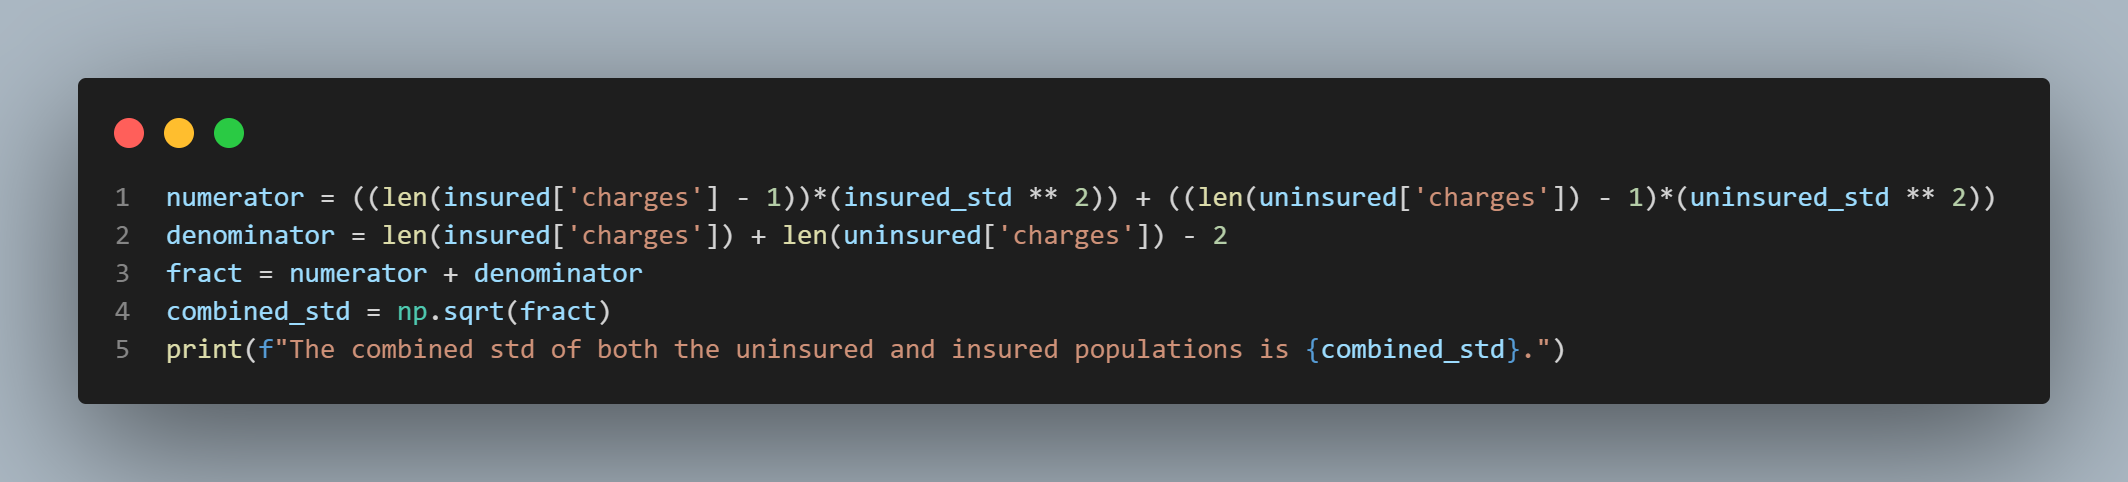 1 numerator = ((len(insured['charges'] - 1))*(insured_std ** 2)) + ((len(uninsured['charges']) - 1)*(uninsured_std ** 2))
2 denominator = len(insured['charges']) + len(uninsured['charges']) - 2
3 fract = numerator + denominator
4 combined_std = np.sqrt(fract)
5 print(f"The combined std of both the uninsured and insured populations is {combined_std}.")